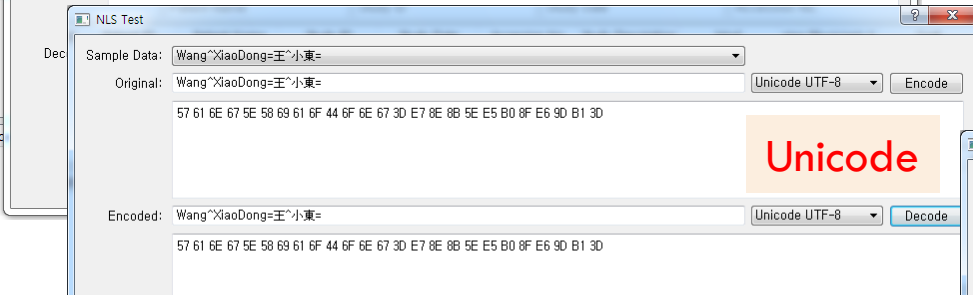 NLS Test
Dec
Sample Data: Wang^XiaoDong=王^小東=
Original: Wang^XiaoDong=王^小東= Unicode UTF-8 Encode
57 61 6E 67 5E 58 69 61 6F 44 6F 6E 67 3D E7 8E 8B 5E E5 B0 8F E6 9D B1 3D
Unicode
Encoded: Wang^XiaoDong=王^小東= Unicode UTF-8 Decode
57 61 6E 67 5E 58 69 61 6F 44 6F 6E 67 3D E7 8E 8B 5E E5 B0 8F E6 9D B1 3D